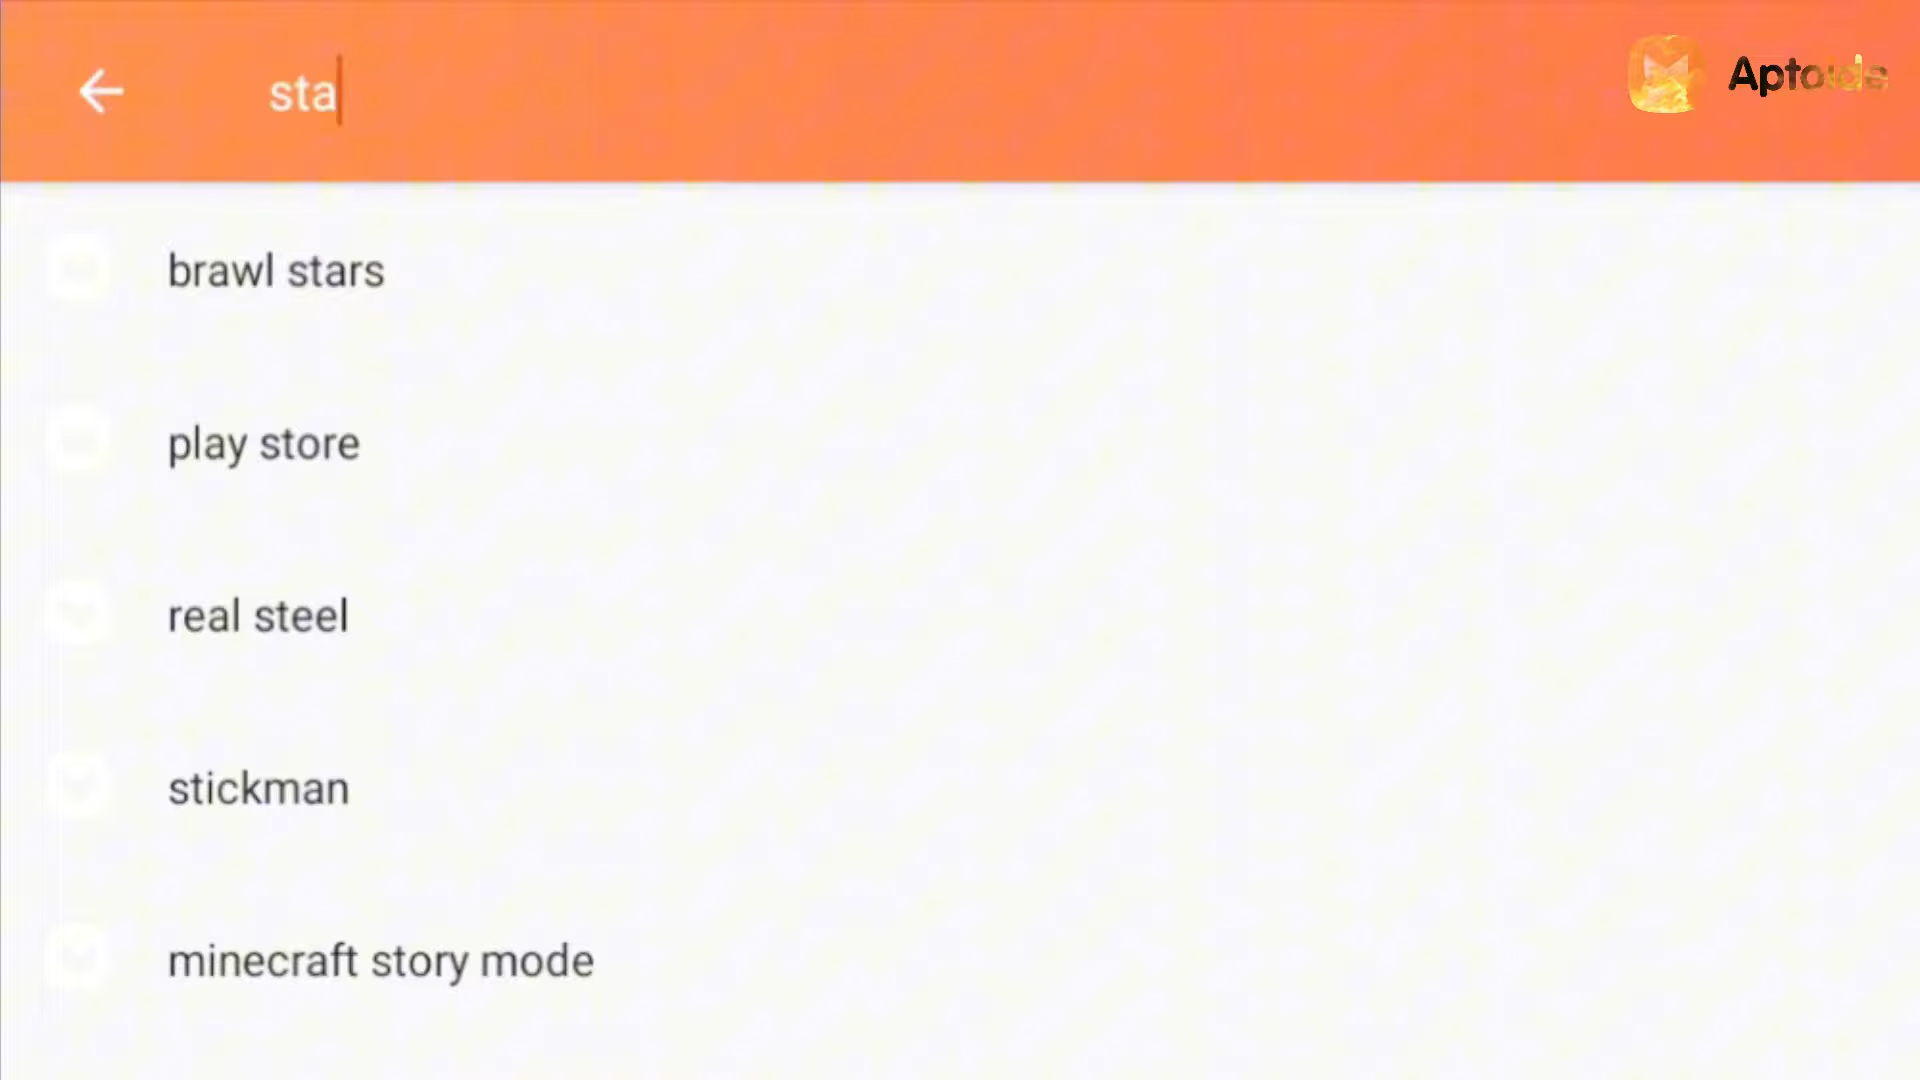 sta
Aptoide
brawl stars
play store
real steel
stickman
minecraft story mode